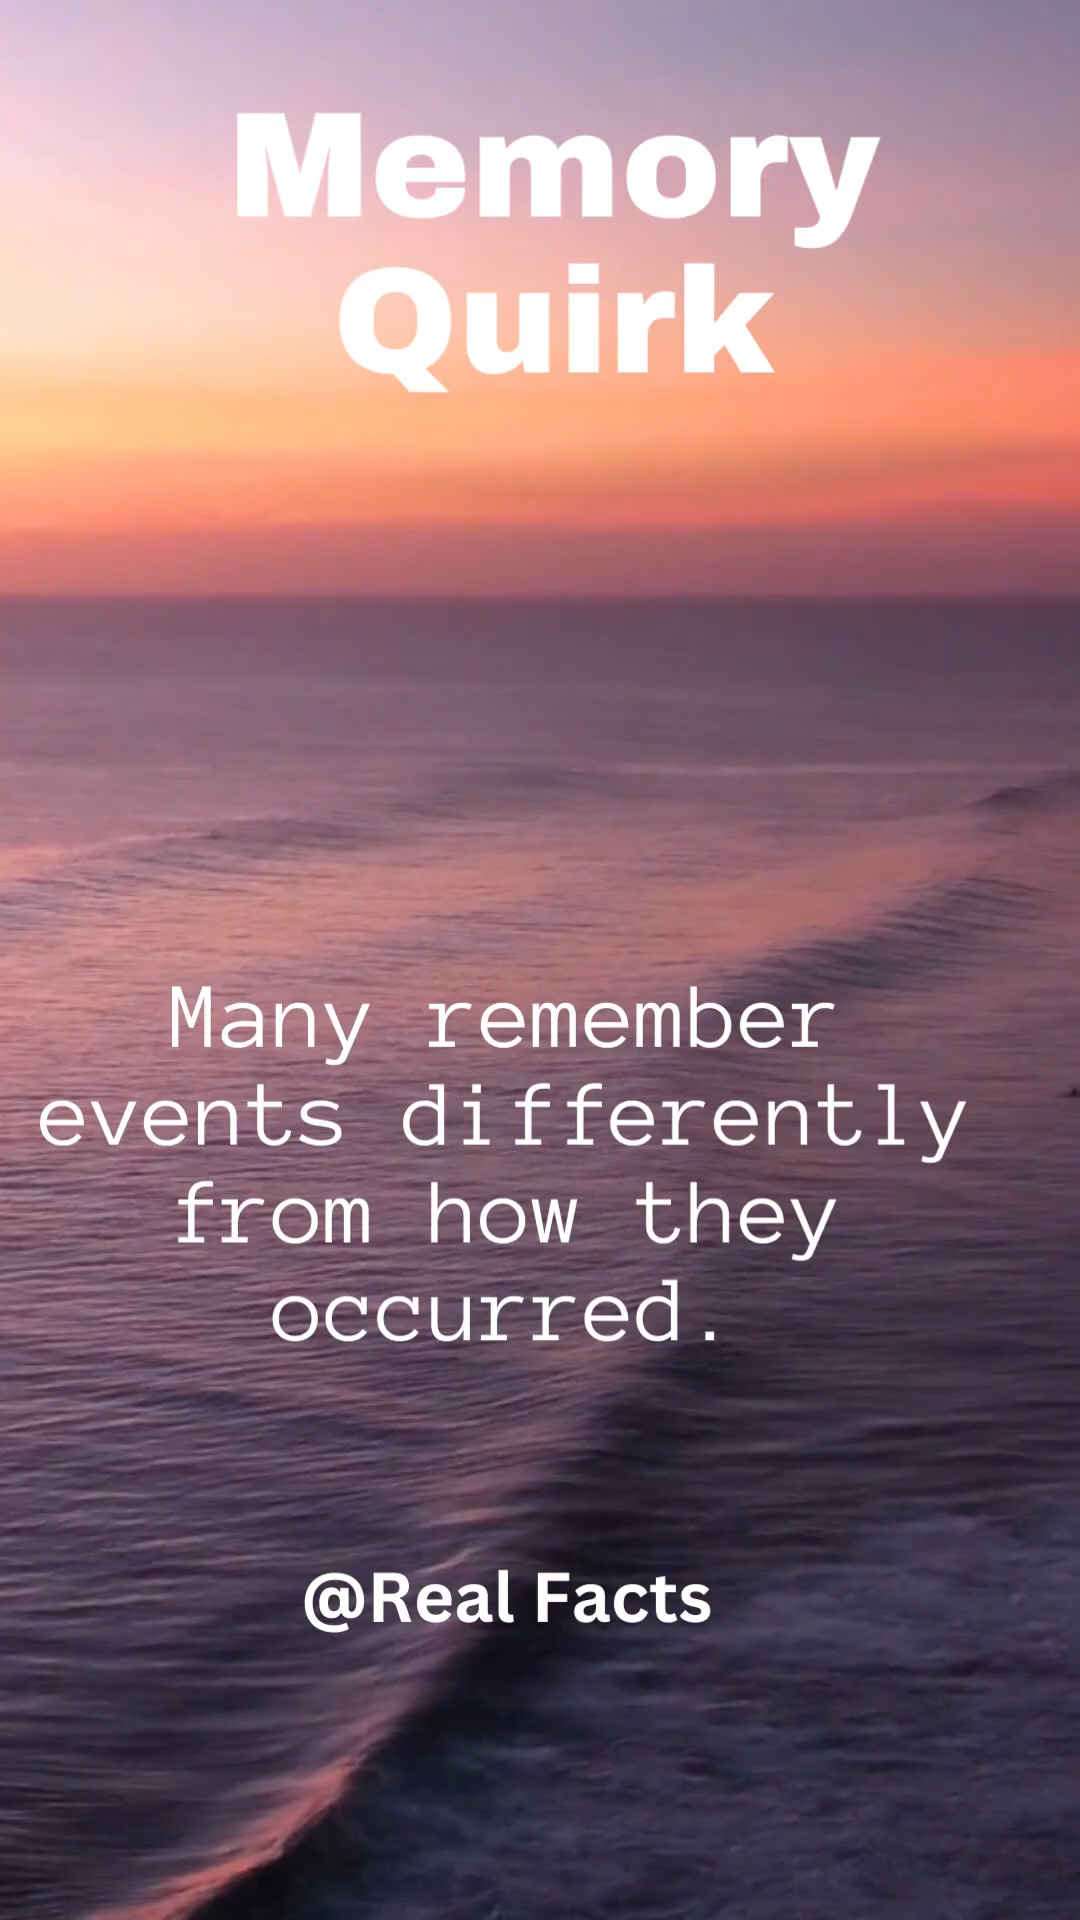 Memory
Quirk
Many remember
events differently
from how they
occurred.
@Real Facts